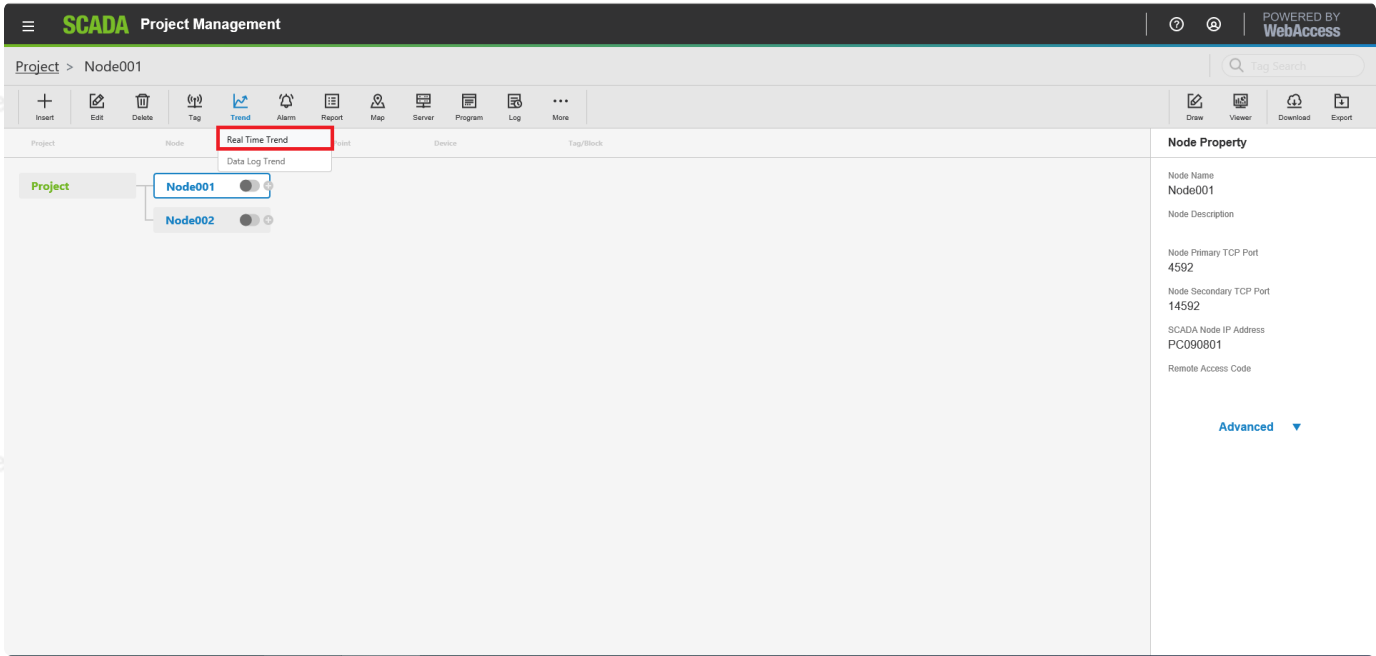 SCADA Project Management
POWERED BY
WebAccess
Project > Node001
Tag Search
Insert Edit Delete Tag Trend Alarm Report Map Server Program Log More Draw Viewer Download Export
Project Node Point Device Tag/Block
Real Time Trend
Data Log Trend
Node Property
Project
Node001
Node002
Node Name
Node001
Node Description
Node Primary TCP Port
4592
Node Secondary TCP Port
14592
SCADA Node IP Address
PC090801
Remote Access Code
Advanced